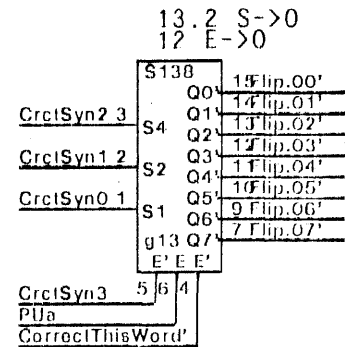 13.2 S->0
12 E->0
S138
Q0' 15 Flip.00'
Q1' 14 Flip.01'
CrctSyn2 3 S4 Q2' 13 Flip.02'
Q3' 12 Flip.03'
CrctSyn1 2 S2 Q4' 11 Flip.04'
Q5' 10 Flip.05'
CrctSyn0 1 S1 Q6' 9 Flip.06'
g13 Q7' 7 Flip.07'
E' E E'
CrctSyn3 5 6 4
PUa
CorrectThisWord'